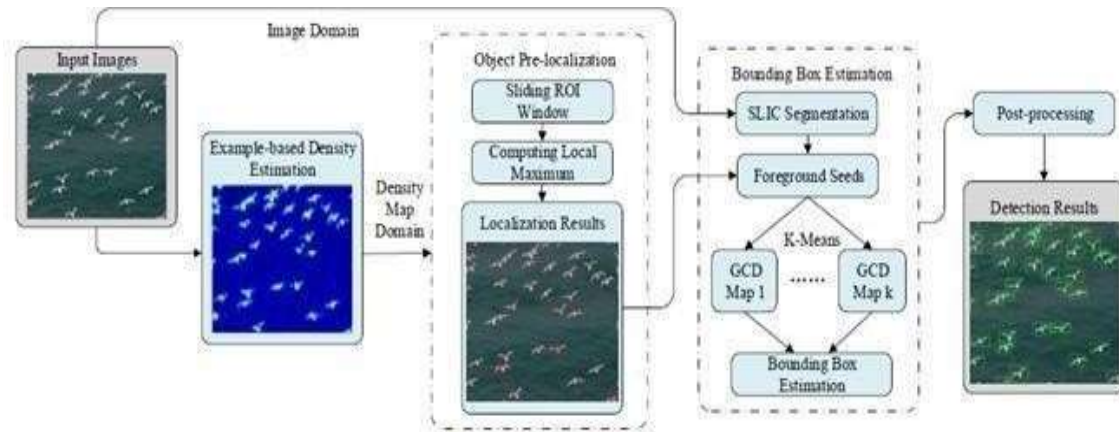 Image Domain
Input Images
Example-based Density
Estimation
Density
Map
Domain
Object Pre-localization
Sliding ROI
Window
Computing Local
Maximum
Localization Results
Bounding Box Estimation
SLIC Segmentation
Foreground Seeds
K-Means
GCD
Map 1
......
GCD
Map k
Bounding Box
Estimation
Post-processing
Detection Results